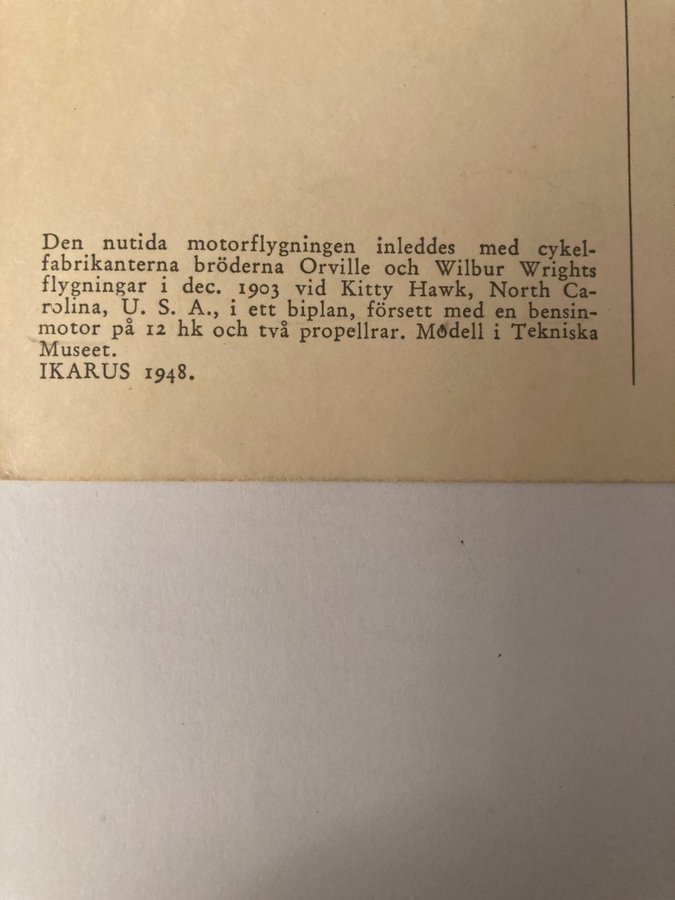 Den nutida motorflygningen inleddes med cykel-
fabrikanterna bröderna Orville och Wilbur Wrights
flygningar i dec. 1903 vid Kitty Hawk, North Ca-
rolina, U. S. A., i ett biplan, försett med en bensin-
motor på 12 hk och två propellrar. Modell i Tekniska
Museet.
IKARUS 1948.